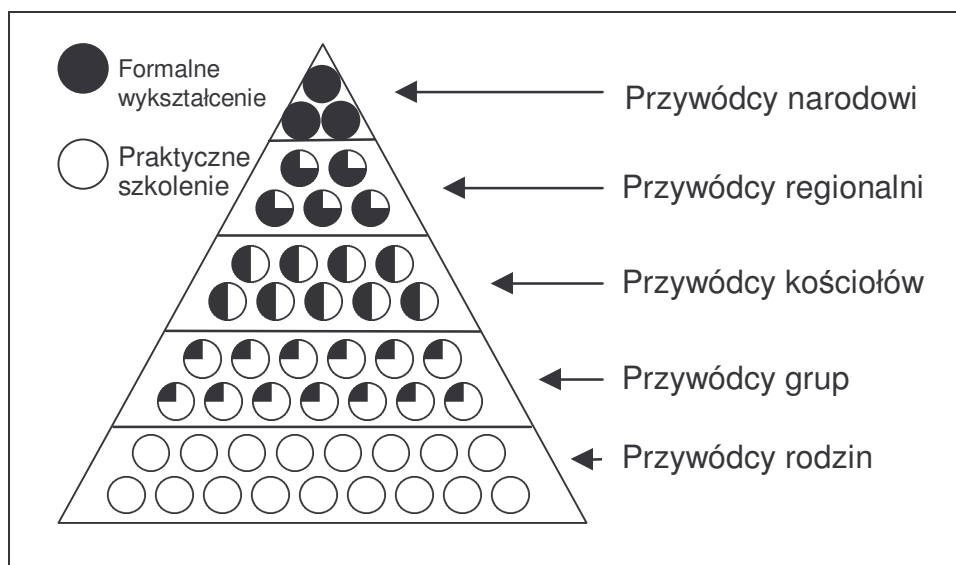 Formalne
wykształcenie
Praktyczne
szkolenie
Przywódcy narodowi
Przywódcy regionalni
Przywódcy kościołów
Przywódcy grup
Przywódcy rodzin